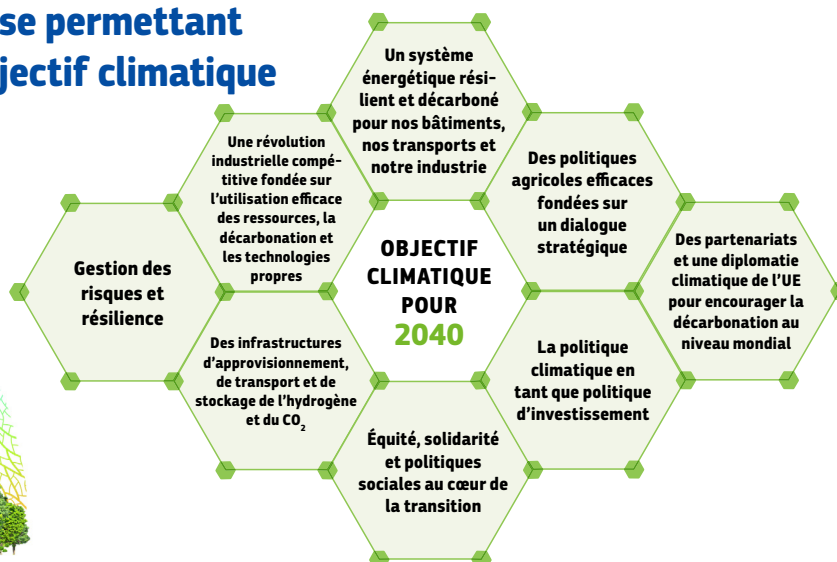 se permettant
jectif climatique
Un système
énergétique rési-
lient et décarboné
pour nos bâtiments,
nos transports et
notre industrie
Une révolution
industrielle compé-
titive fondée sur
l'utilisation efficace
des ressources, la
décarbonation et
les technologies
propres
Des politiques
agricoles efficaces
fondées sur
un dialogue
stratégique
Gestion des
risques et
résilience
OBJECTIF
CLIMATIQUE
POUR
2040
Des partenariats
et une diplomatie
climatique de l'UE
pour encourager la
décarbonation au
niveau mondial
Des infrastructures
d'approvisionnement,
de transport et de
stockage de l'hydrogène
et du CO₂
La politique
climatique en
tant que politique
d'investissement
Équité, solidarité
et politiques
sociales au cœur de
la transition